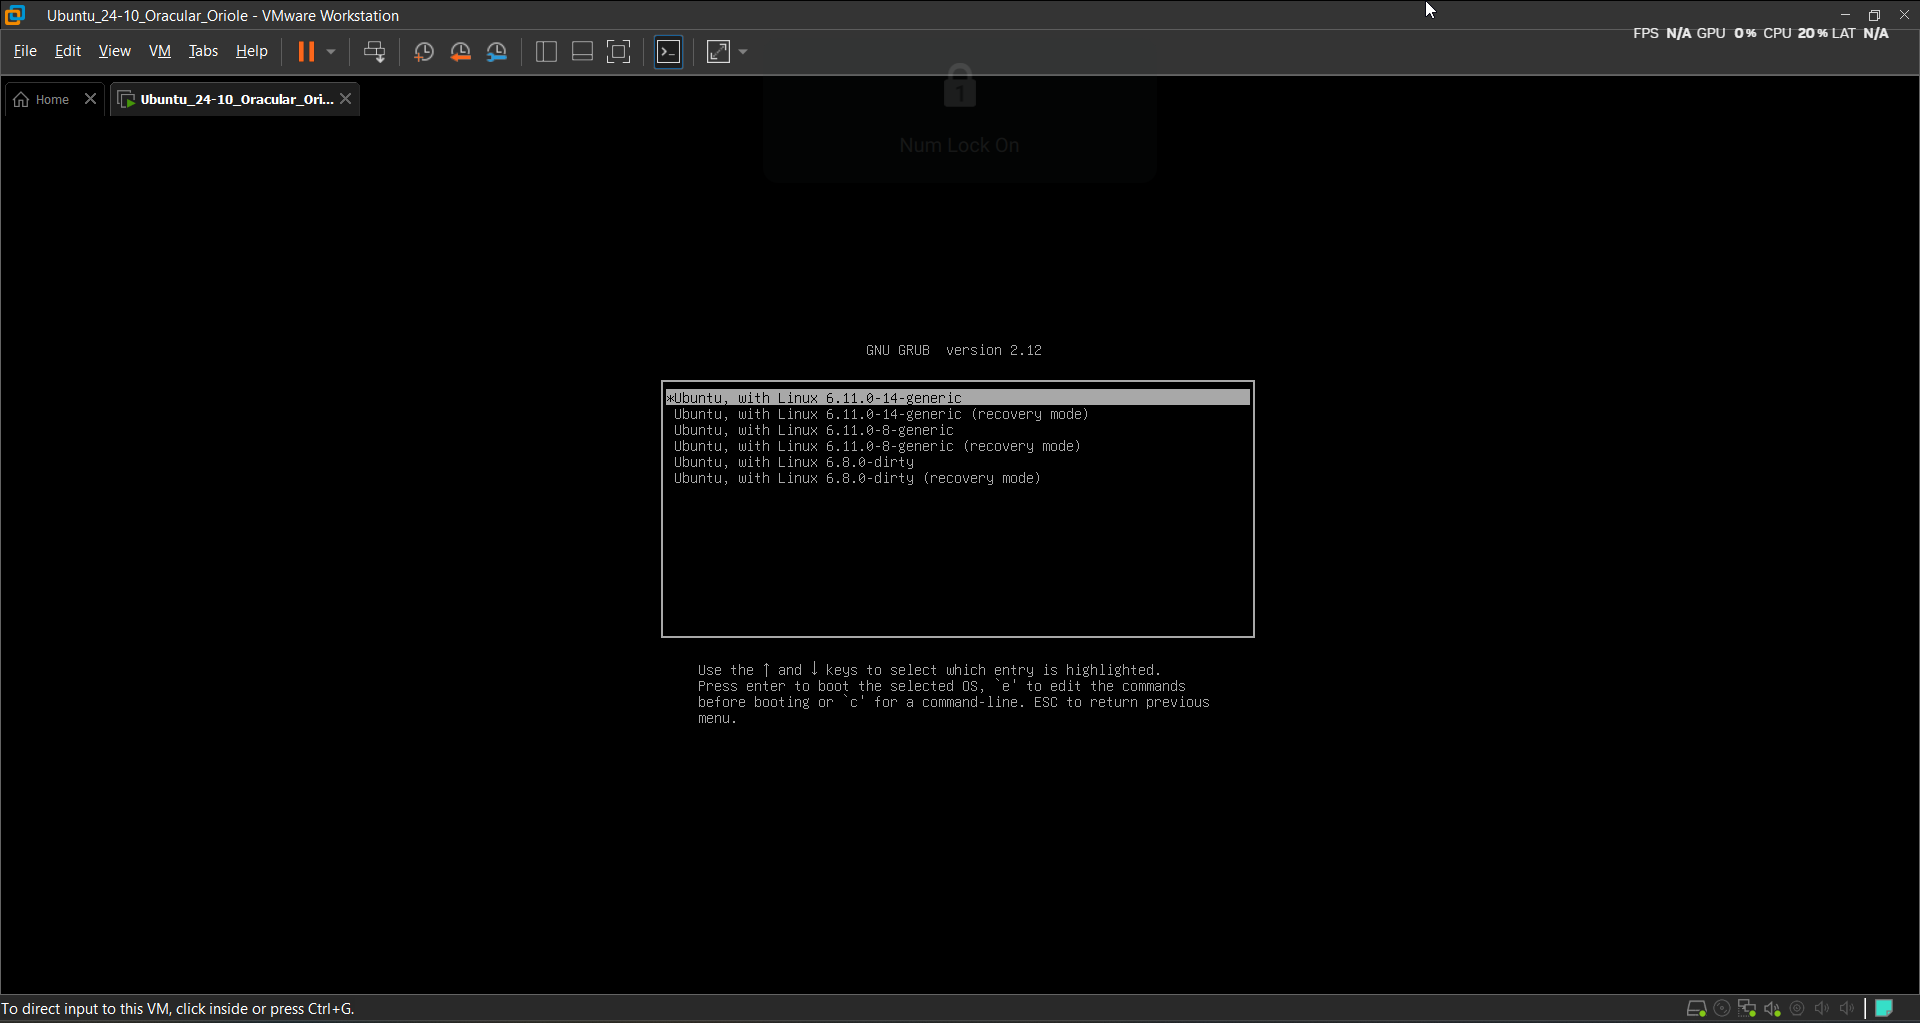 Ubuntu_24-10_Oracular_Oriole - VMware Workstation
FPS N/A GPU 0% CPU 20% LAT N/A
File Edit View VM Tabs Help
Home
Ubuntu_24-10_Oracular_Ori...
1
Num Lock On
GNU GRUB version 2.12
*Ubuntu, with Linux 6.11.0-14-generic
Ubuntu, with Linux 6.11.0-14-generic (recovery mode)
Ubuntu, with Linux 6.11.0-8-generic
Ubuntu, with Linux 6.11.0-8-generic (recovery mode)
Ubuntu, with Linux 6.8.0-dirty
Ubuntu, with Linux 6.8.0-dirty (recovery mode)
Use the ↑ and ↓ keys to select which entry is highlighted.
Press enter to boot the selected OS, `e' to edit the commands
before booting or `c' for a command-line. ESC to return previous
menu.
To direct input to this VM, click inside or press Ctrl+G.